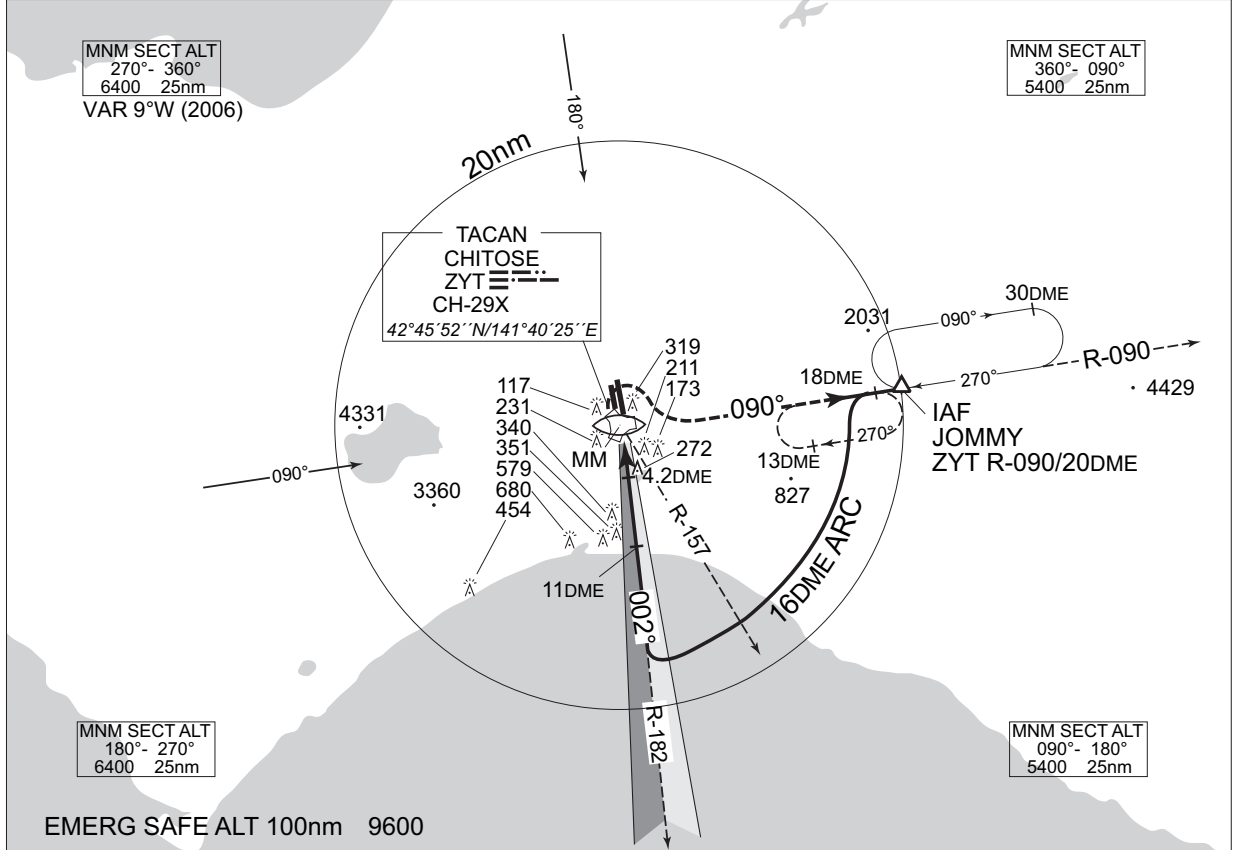 MNM SECT ALT
270°- 360°
6400 25nm
VAR 9°W (2006)
MNM SECT ALT
360°- 090°
5400 25nm
180°
20nm
TACAN
CHITOSE
ZYT
CH-29X
42°45´52´´N/141°40´25´´E
30DME
2031
090°
R-090
319
211
173
18DME
270°
4429
117
231
340
351
579
680
454
4331
090°
IAF
JOMMY
ZYT R-090/20DME
270°
MM
272
4.2DME
13DME
827
090°
3360
R-157
11DME
16DME ARC
002°
R-182
MNM SECT ALT
180°- 270°
6400 25nm
MNM SECT ALT
090°- 180°
5400 25nm
EMERG SAFE ALT 100nm 9600